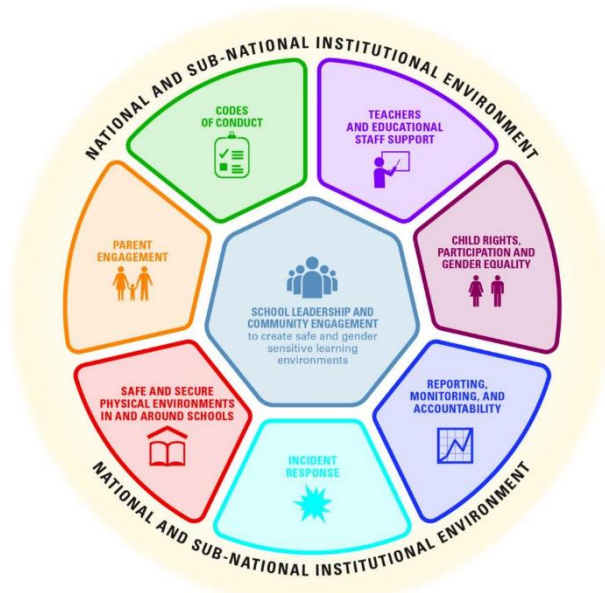 NATIONAL AND SUB-NATIONAL INSTITUTIONAL ENVIRONMENT
CODES
OF CONDUCT
TEACHERS
AND EDUCATIONAL
STAFF SUPPORT
PARENT
ENGAGEMENT
CHILD RIGHTS,
PARTICIPATION AND
GENDER EQUALITY
SCHOOL LEADERSHIP AND
COMMUNITY ENGAGEMENT
to create safe and gender
sensitive learning
environments
SAFE AND SECURE
PHYSICAL ENVIRONMENTS
IN AND AROUND SCHOOLS
REPORTING,
MONITORING, AND
ACCOUNTABILITY
INCIDENT
RESPONSE
NATIONAL AND SUB-NATIONAL INSTITUTIONAL ENVIRONMENT